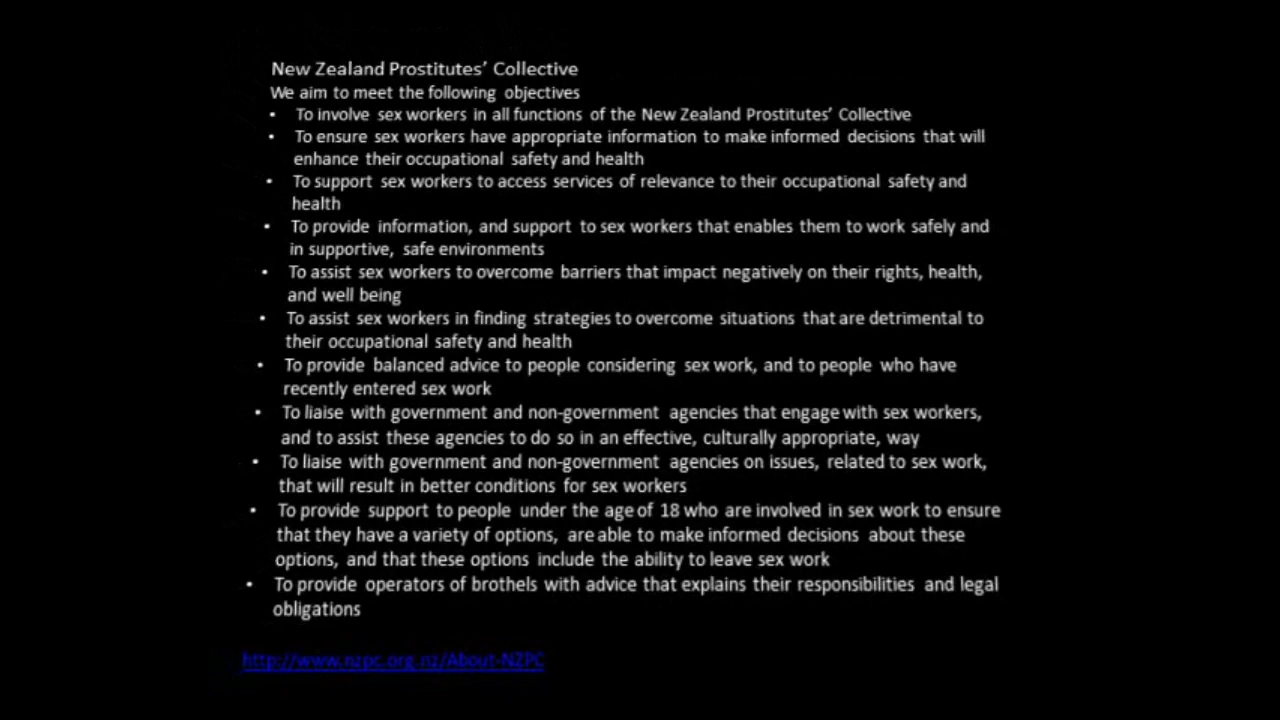 New Zealand Prostitutes' Collective
We aim to meet the following objectives
• To involve sex workers in all functions of the New Zealand Prostitutes' Collective
• To ensure sex workers have appropriate information to make informed decisions that will
enhance their occupational safety and health
• To support sex workers to access services of relevance to their occupational safety and
health
• To provide information, and support to sex workers that enables them to work safely and
in supportive, safe environments
• To assist sex workers to overcome barriers that impact negatively on their rights, health,
and well being
• To assist sex workers in finding strategies to overcome situations that are detrimental to
their occupational safety and health
• To provide balanced advice to people considering sex work, and to people who have
recently entered sex work
• To liaise with government and non-government agencies that engage with sex workers,
and to assist these agencies to do so in an effective, culturally appropriate, way
• To liaise with government and non-government agencies on issues, related to sex work,
that will result in better conditions for sex workers
• To provide support to people under the age of 18 who are involved in sex work to ensure
that they have a variety of options, are able to make informed decisions about these
options, and that these options include the ability to leave sex work
• To provide operators of brothels with advice that explains their responsibilities and legal
obligations
http://www.nzpc.org.nz/About-NZPC